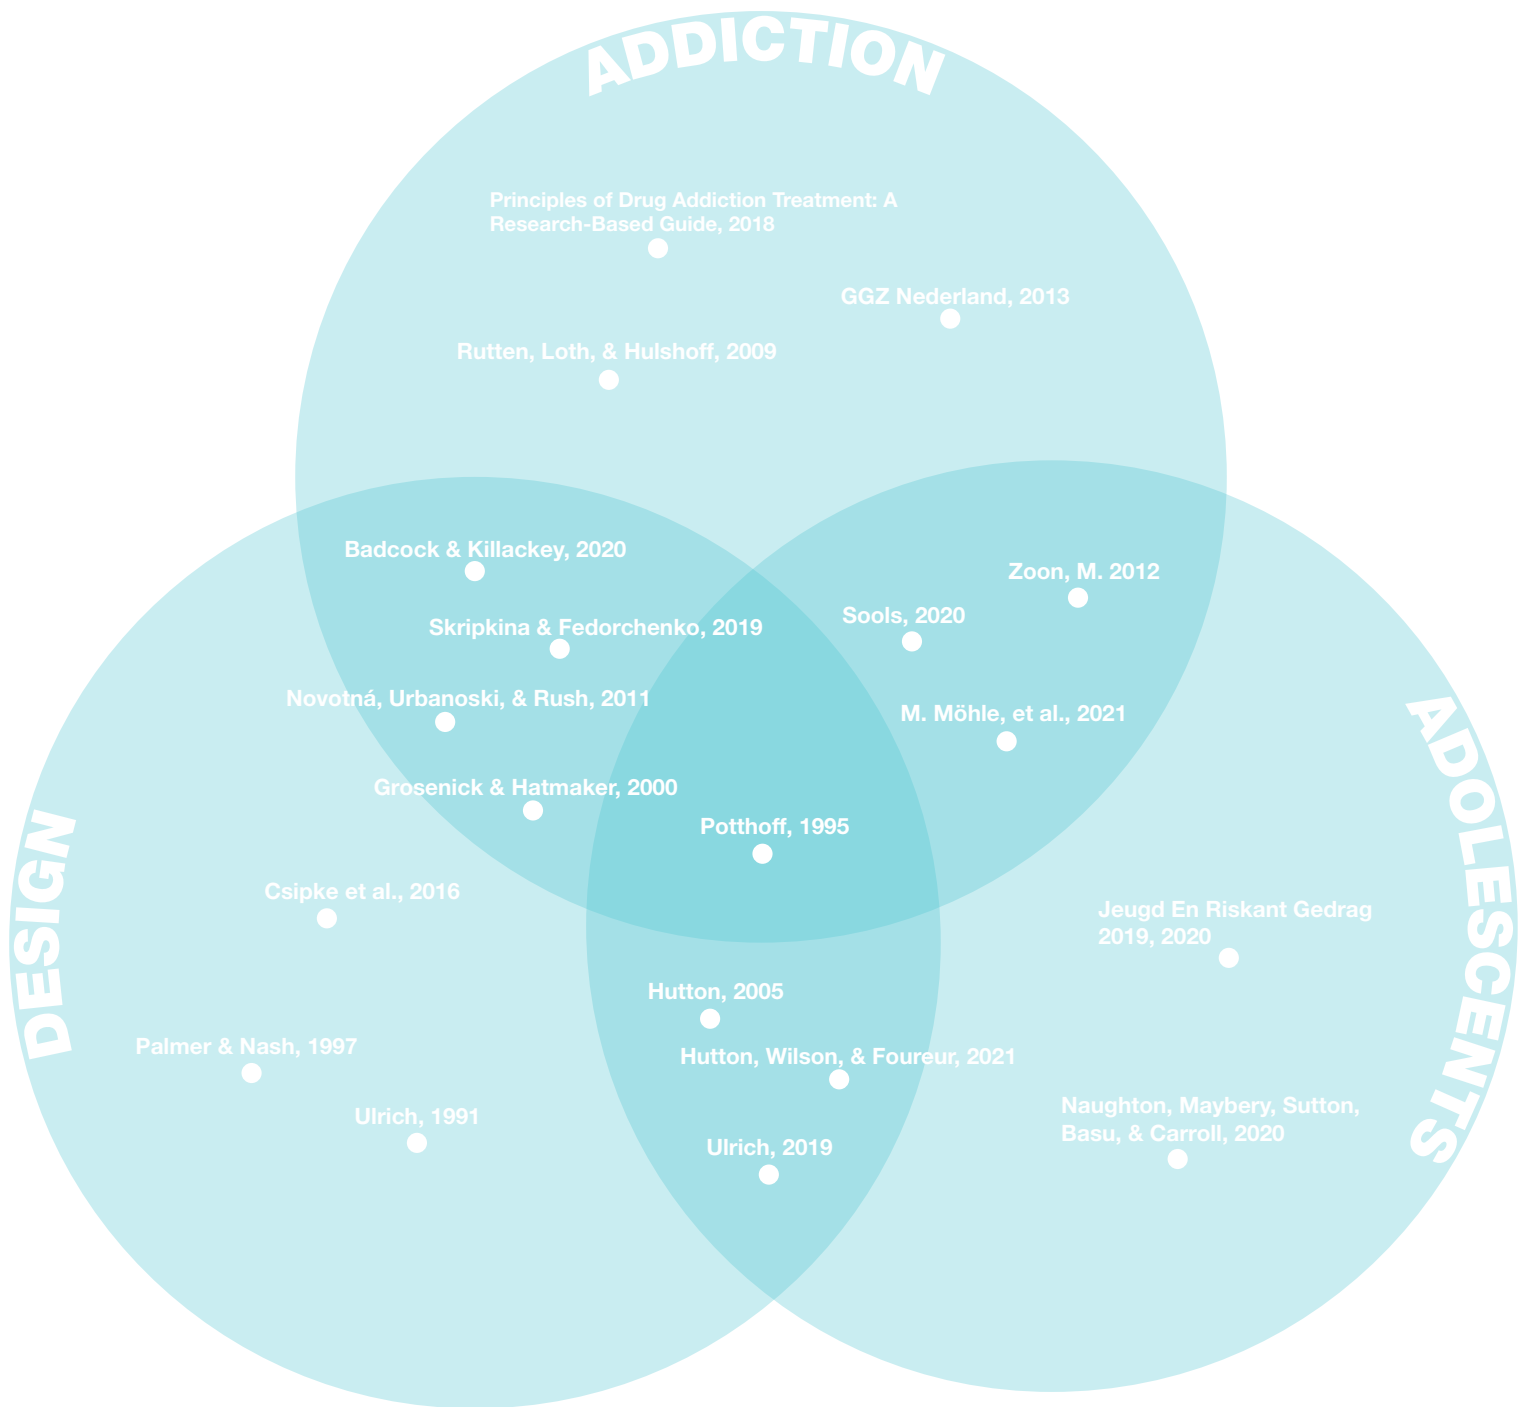 ADDICTION
Principles of Drug Addiction Treatment: A
Research-Based Guide, 2018
GGZ Nederland, 2013
Rutten, Loth, & Hulshoff, 2009
Badcock & Killackey, 2020
Zoon, M. 2012
Sools, 2020
Skripkina & Fedorchenko, 2019
Novotná, Urbanoski, & Rush, 2011
M. Möhle, et al., 2021
Grosenick & Hatmaker, 2000
Potthoff, 1995
DESIGN
ADOLESCENTS
Csipke et al., 2016
Jeugd En Riskant Gedrag
2019, 2020
Hutton, 2005
Palmer & Nash, 1997
Hutton, Wilson, & Foureur, 2021
Ulrich, 1991
Naughton, Maybery, Sutton,
Basu, & Carroll, 2020
Ulrich, 2019